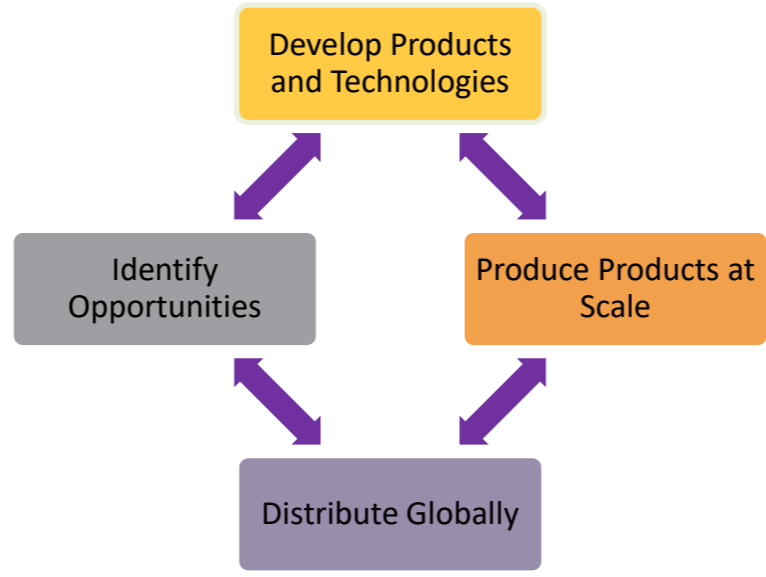 Develop Products
and Technologies
Identify
Opportunities
Produce Products at
Scale
Distribute Globally